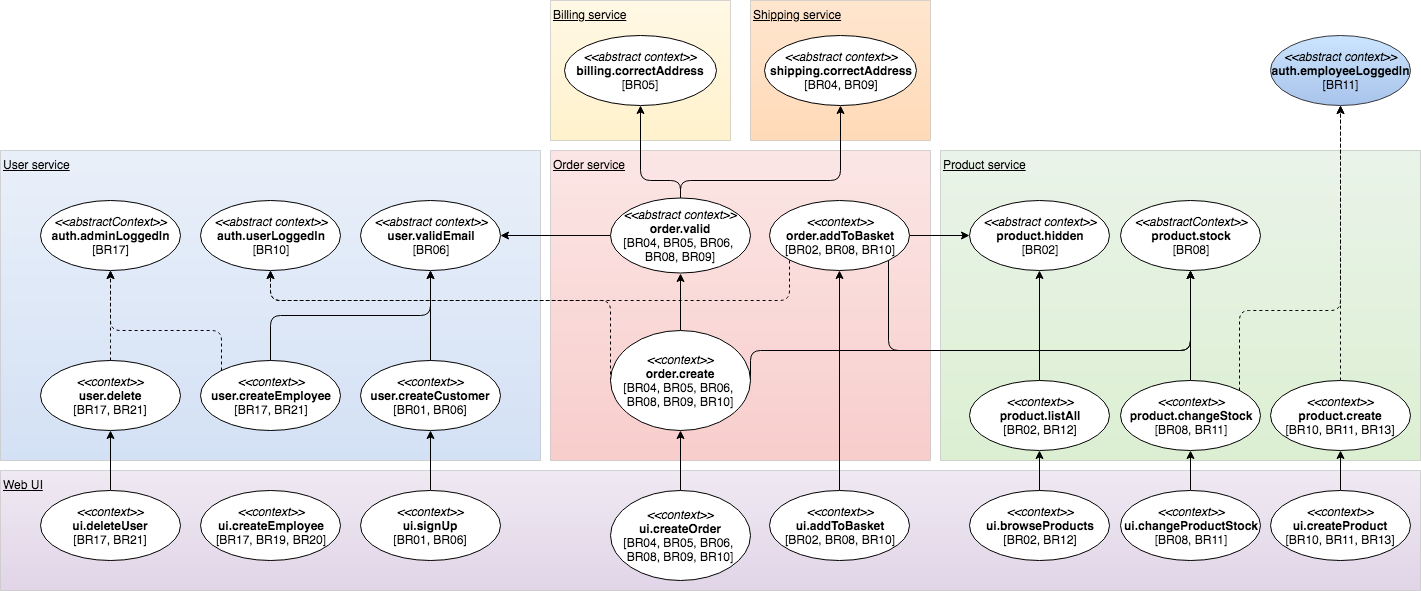 Billing service
<<abstract context>>
billing.correctAddress
[BR05]
Shipping service
<<abstract context>>
shipping.correctAddress
[BR04, BR09]
<<abstract context>>
auth.employeeLoggedIn
[BR11]
User service
<<abstractContext>>
auth.adminLoggedIn
[BR17]
<<abstract context>>
auth.userLoggedIn
[BR10]
<<abstract context>>
user.validEmail
[BR06]
<<context>>
user.delete
[BR17, BR21]
<<context>>
user.createEmployee
[BR17, BR21]
<<context>>
user.createCustomer
[BR01, BR06]
Order service
<<abstract context>>
order.valid
[BR04, BR05, BR06,
BR08, BR09]
<<context>>
order.addToBasket
[BR02, BR08, BR10]
<<context>>
order.create
[BR04, BR05, BR06,
BR08, BR09, BR10]
Product service
<<abstract context>>
product.hidden
[BR02]
<<abstractContext>>
product.stock
[BR08]
<<context>>
product.listAll
[BR02, BR12]
<<context>>
product.changeStock
[BR08, BR11]
<<context>>
product.create
[BR10, BR11, BR13]
Web UI
<<context>>
ui.deleteUser
[BR17, BR21]
<<context>>
ui.createEmployee
[BR17, BR19, BR20]
<<context>>
ui.signUp
[BR01, BR06]
<<context>>
ui.createOrder
[BR04, BR05, BR06,
BR08, BR09, BR10]
<<context>>
ui.addToBasket
[BR02, BR08, BR10]
<<context>>
ui.browseProducts
[BR02, BR12]
<<context>>
ui.changeProductStock
[BR08, BR11]
<<context>>
ui.createProduct
[BR10, BR11, BR13]